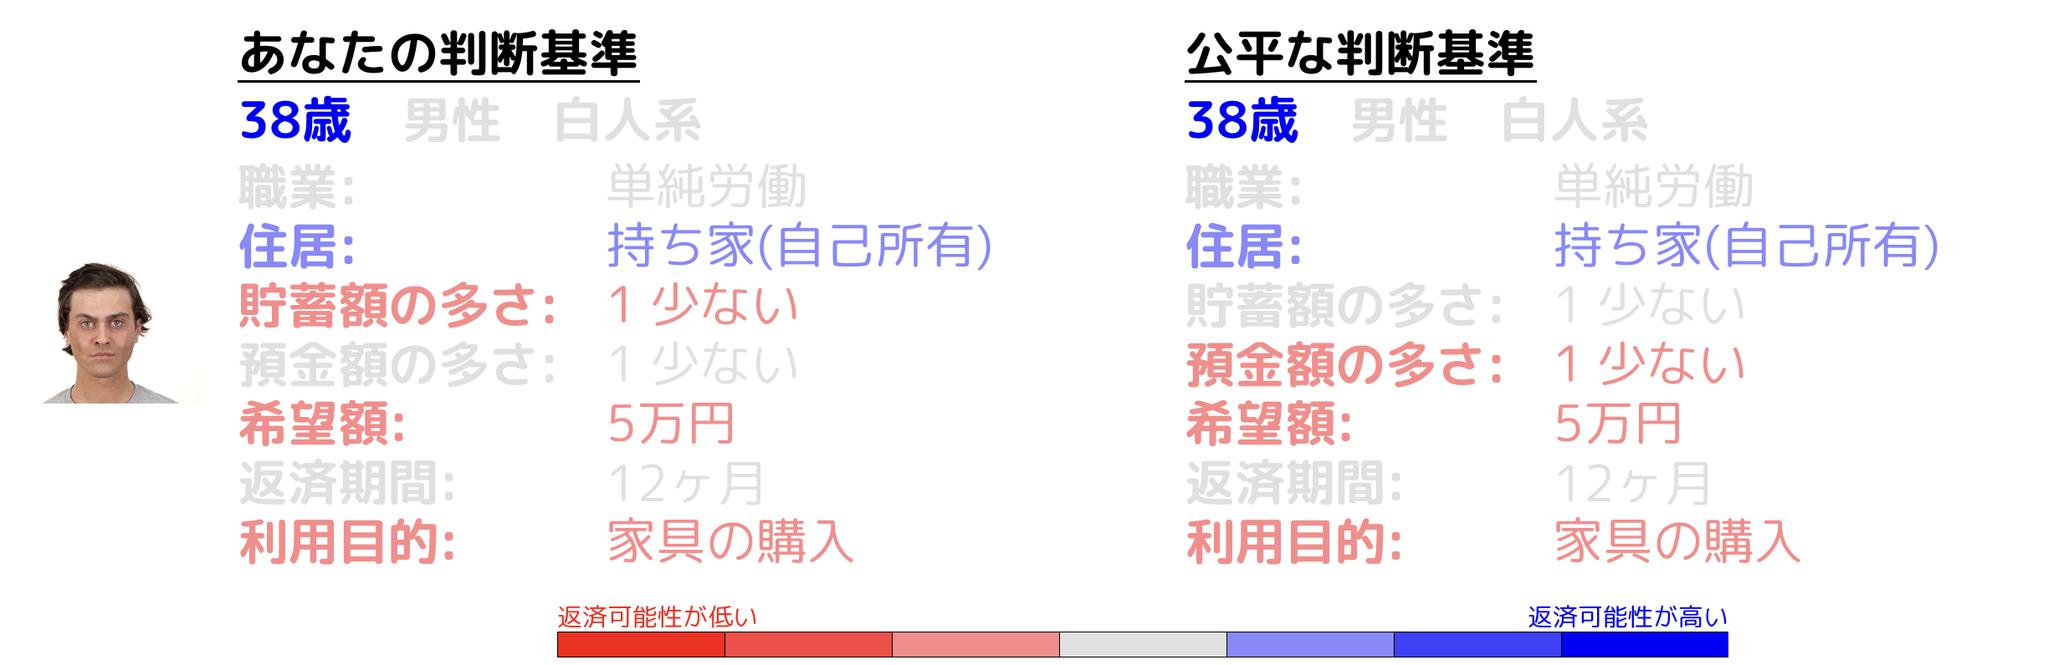 あなたの判断基準
38歳 男性 白人系
職業: 単純労働
住居: 持ち家(自己所有)
貯蓄額の多さ: 1 少ない
預金額の多さ: 1 少ない
希望額: 5万円
返済期間: 12ヶ月
利用目的: 家具の購入
公平な判断基準
38歳 男性 白人系
職業: 単純労働
住居: 持ち家(自己所有)
貯蓄額の多さ: 1 少ない
預金額の多さ: 1 少ない
希望額: 5万円
返済期間: 12ヶ月
利用目的: 家具の購入
返済可能性が低い
返済可能性が高い